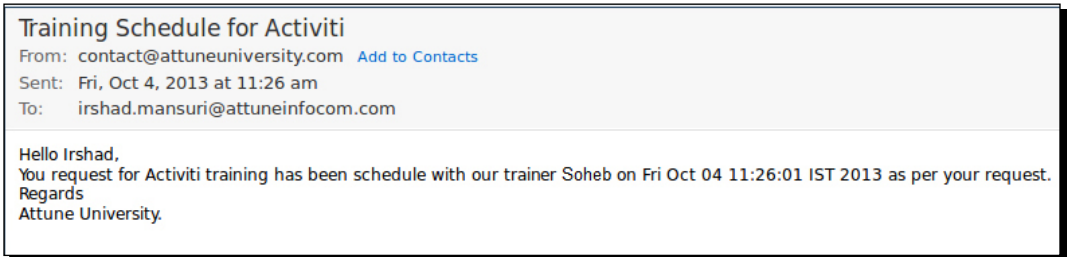 Training Schedule for Activiti
From: contact@attuneuniversity.com Add to Contacts
Sent: Fri, Oct 4, 2013 at 11:26 am
To: irshad.mansuri@attuneinfocom.com
Hello Irshad,
You request for Activiti training has been schedule with our trainer Soheb on Fri Oct 04 11:26:01 IST 2013 as per your request.
Regards
Attune University.